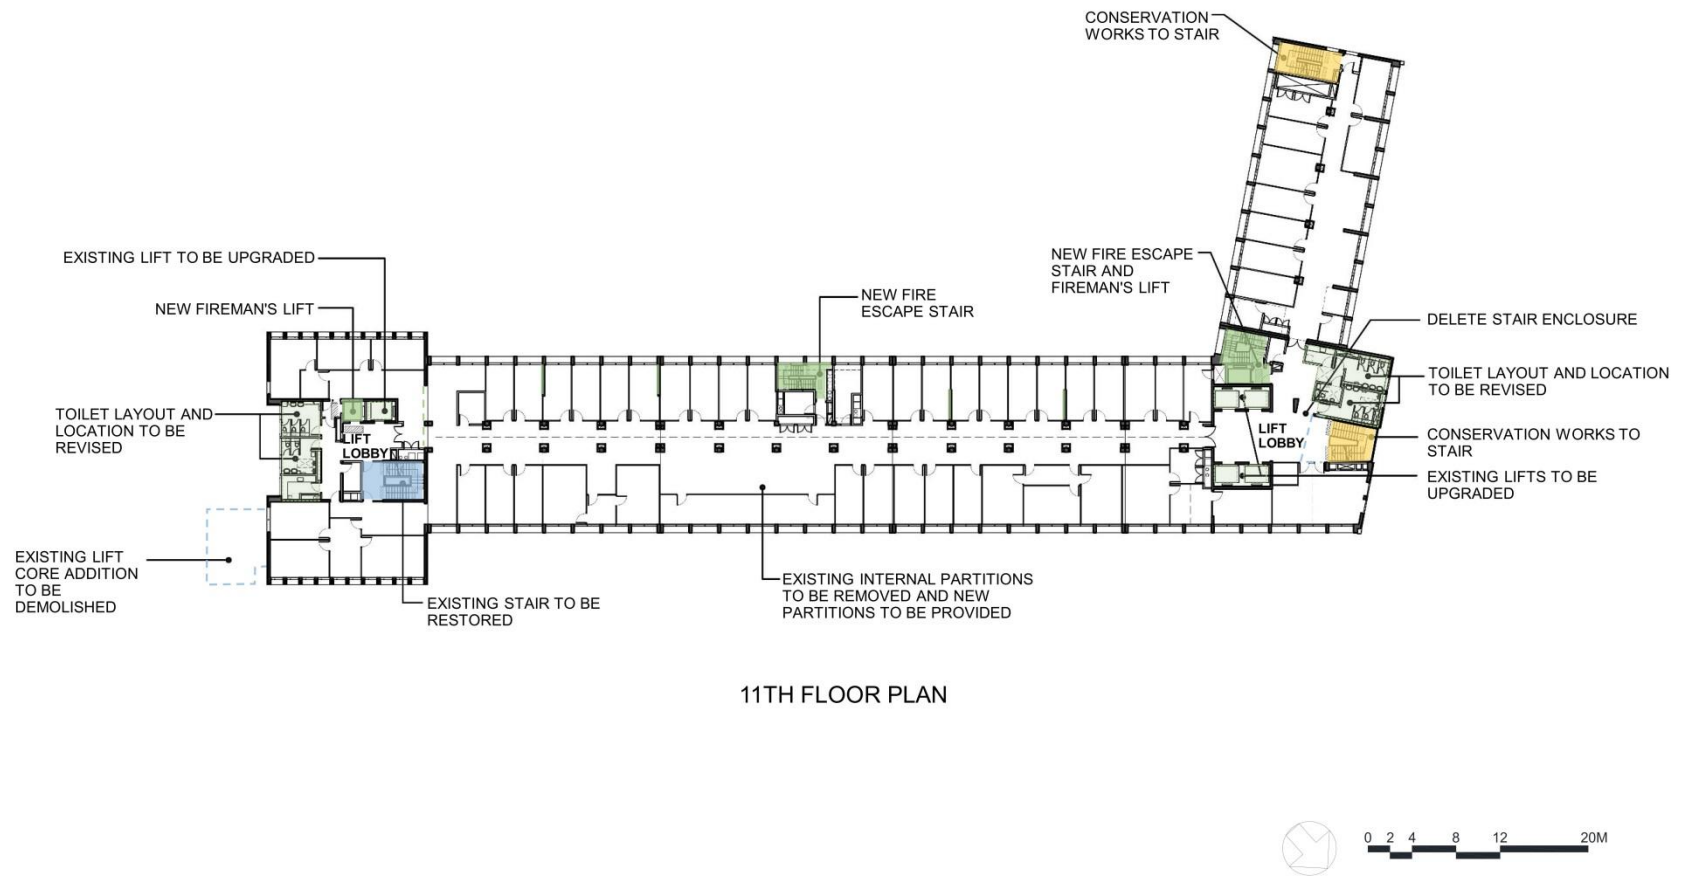 CONSERVATION
WORKS TO STAIR
EXISTING LIFT TO BE UPGRADED
NEW FIREMAN'S LIFT
NEW FIRE
ESCAPE STAIR
NEW FIRE ESCAPE
STAIR AND
FIREMAN'S LIFT
DELETE STAIR ENCLOSURE
TOILET LAYOUT AND LOCATION
TO BE REVISED
TOILET LAYOUT AND
LOCATION TO BE
REVISED
LIFT
LOBBY
LIFT
LOBBY
CONSERVATION WORKS TO
STAIR
EXISTING LIFTS TO BE
UPGRADED
EXISTING LIFT
CORE ADDITION
TO BE
DEMOLISHED
EXISTING STAIR TO BE
RESTORED
EXISTING INTERNAL PARTITIONS
TO BE REMOVED AND NEW
PARTITIONS TO BE PROVIDED
11TH FLOOR PLAN
0 2 4 8 12 20M